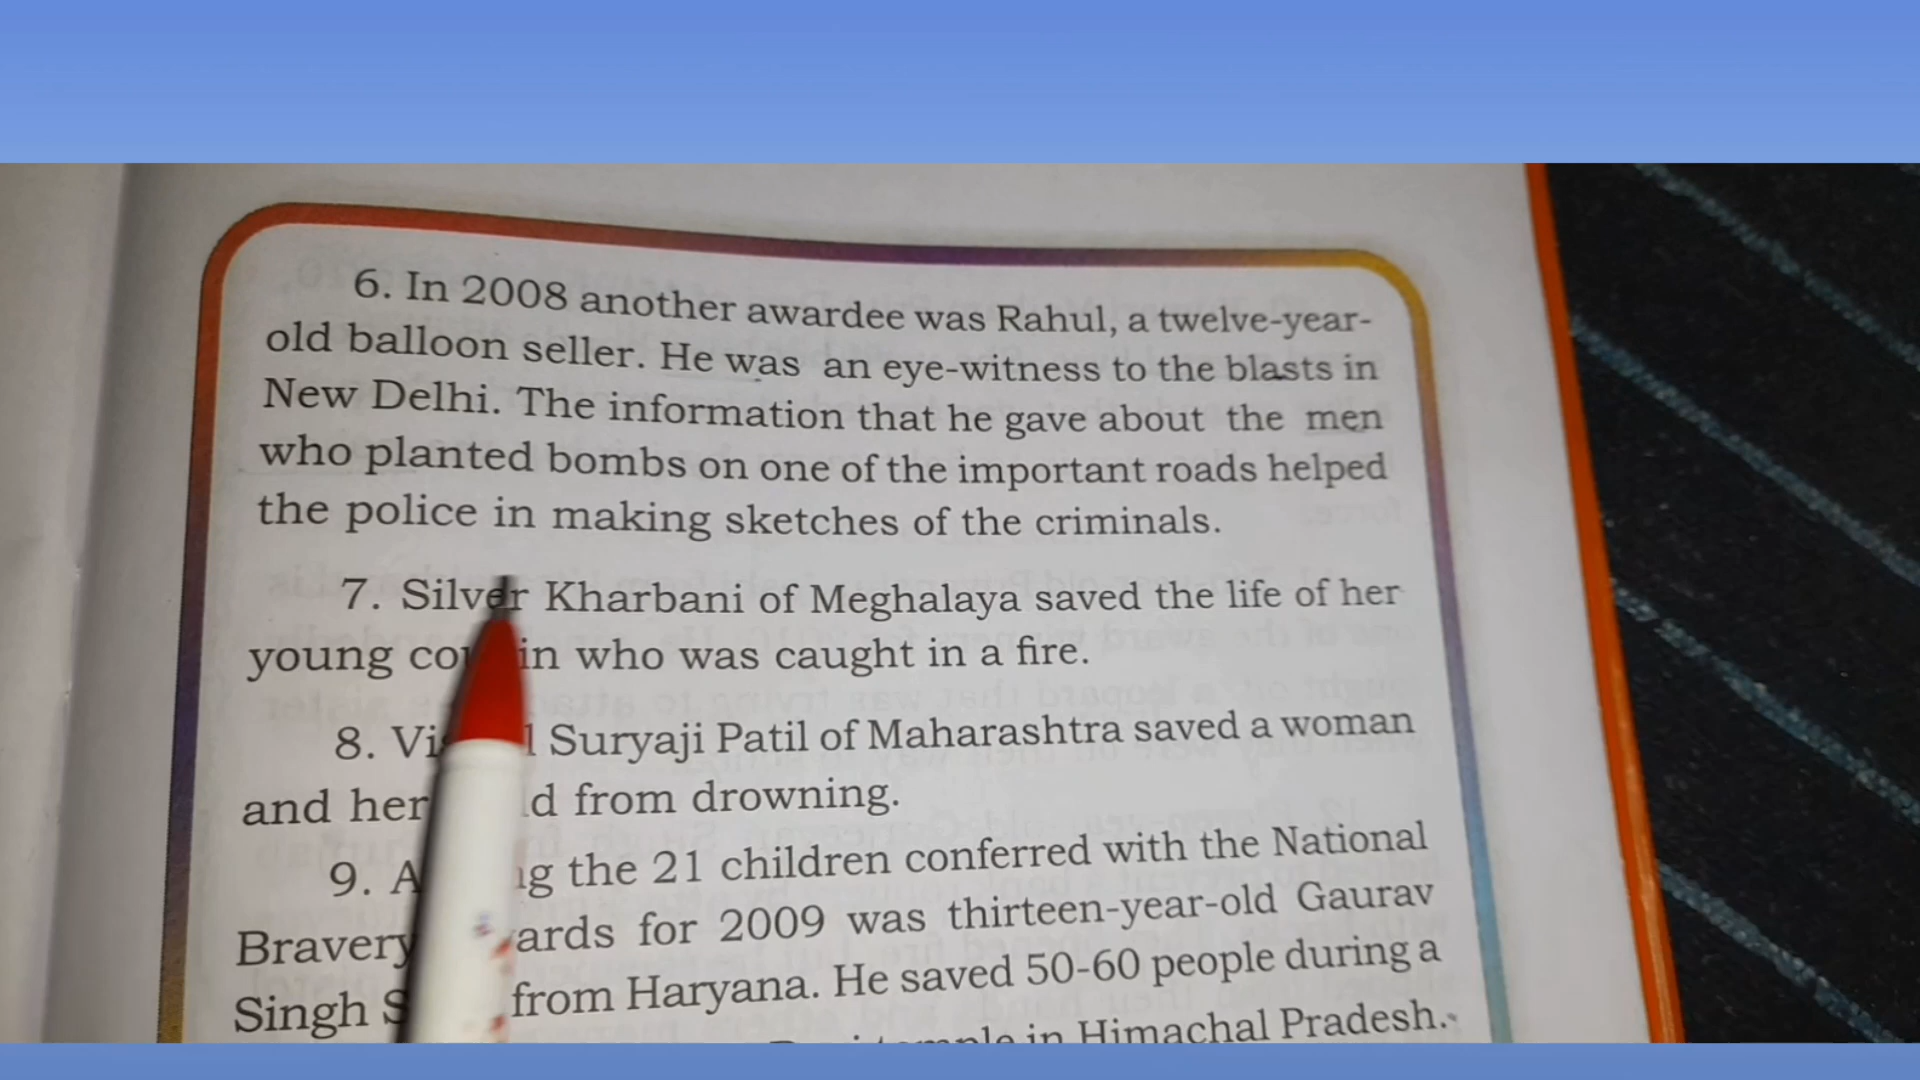 6. In 2008 another awardee was Rahul, a twelve-year-
old balloon seller. He was an eye-witness to the blasts in
New Delhi. The information that he gave about the men
who planted bombs on one of the important roads helped
the police in making sketches of the criminals.
7. Silver Kharbani of Meghalaya saved the life of her
young cousin who was caught in a fire.
8. Suryaji Patil of Maharashtra saved a woman
and her from drowning.
9. the 21 children conferred with the National
Bravery for 2009 was thirteen-year-old Gaurav
Singh from Haryana. He saved 50-60 people during a
in Himachal Pradesh.